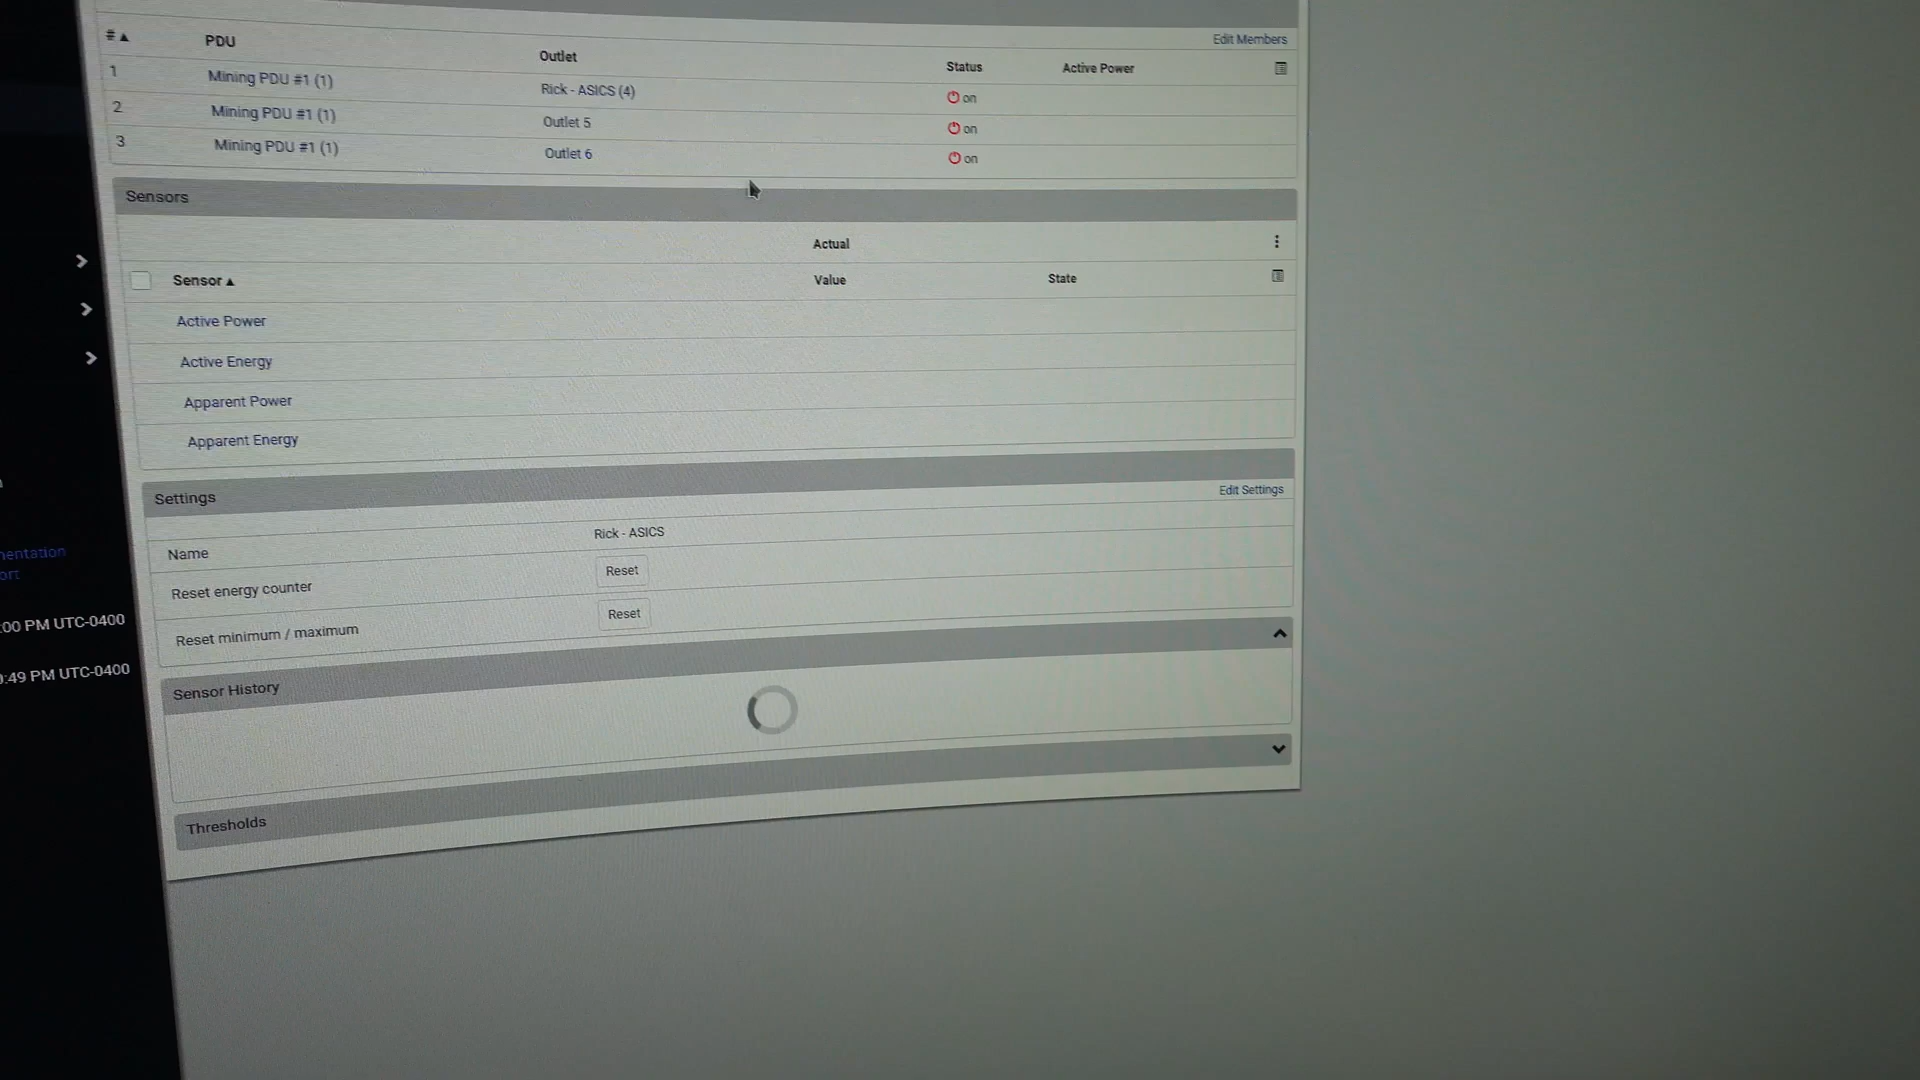 Edit Members
# PDU Outlet Status Active Power
1 Mining PDU #1 (1) Rick - ASICS (4) on
2 Mining PDU #1 (1) Outlet 5 on
3 Mining PDU #1 (1) Outlet 6 on
Sensors
Actual
Sensor Value State
Active Power
Active Energy
Apparent Power
Apparent Energy
Settings
Edit Settings
Name Rick - ASICS
Reset energy counter Reset
Reset minimum / maximum Reset
Sensor History
Thresholds
entation
ort
:00 PM UTC-0400
:49 PM UTC-0400